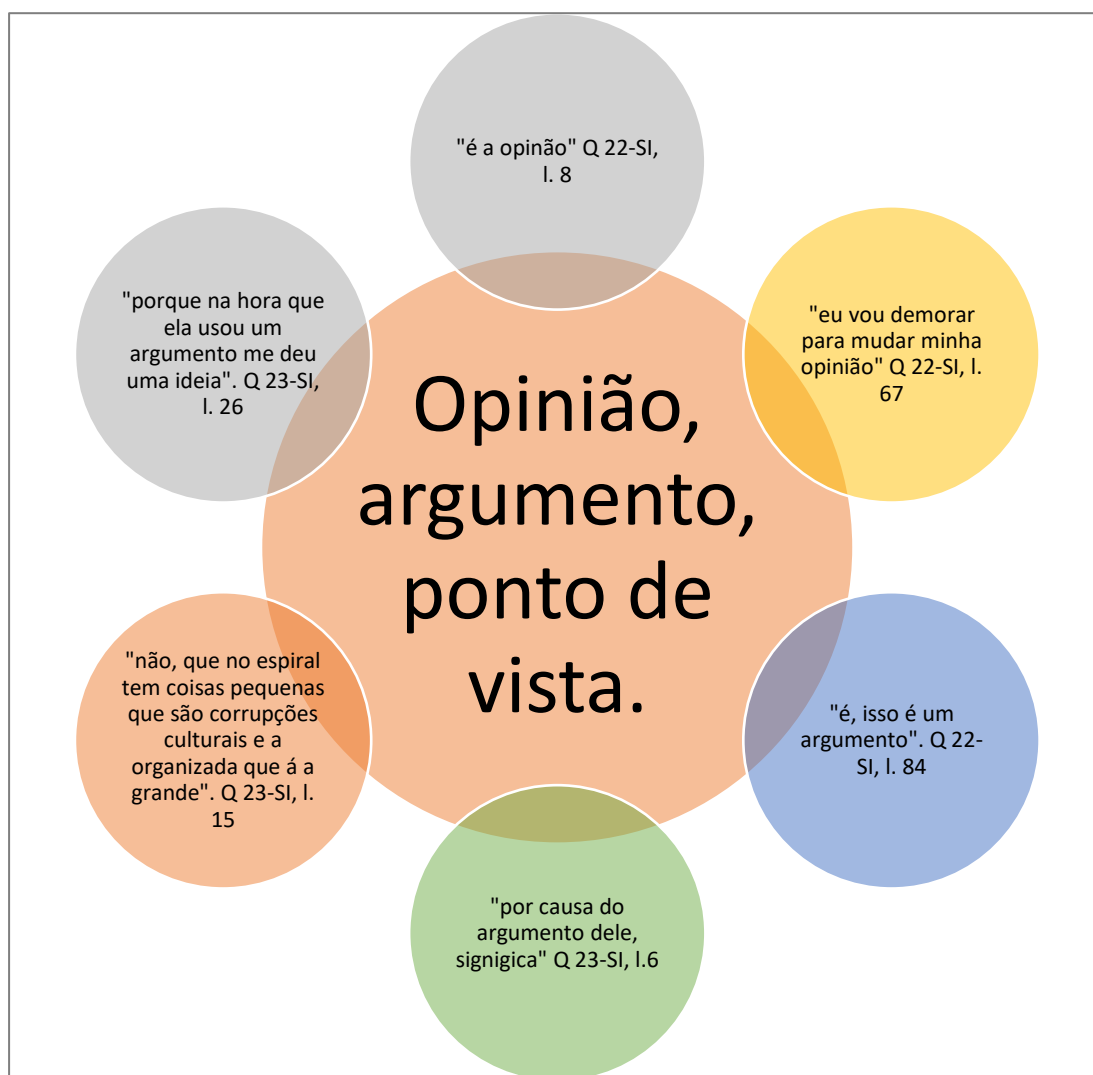 "é a opinão" Q 22-SI,
l. 8
"eu vou demorar
para mudar minha
opinião" Q 22-SI, l.
67
"é, isso é um
argumento". Q 22-
SI, l. 84
"por causa do
argumento dele,
signigica" Q 23-SI, l.6
"não, que no espiral
tem coisas pequenas
que são corrupções
culturais e a
organizada que á a
grande". Q 23-SI, l.
15
"porque na hora que
ela usou um
argumento me deu
uma ideia". Q 23-SI,
l. 26
Opinião,
argumento,
ponto de
vista.